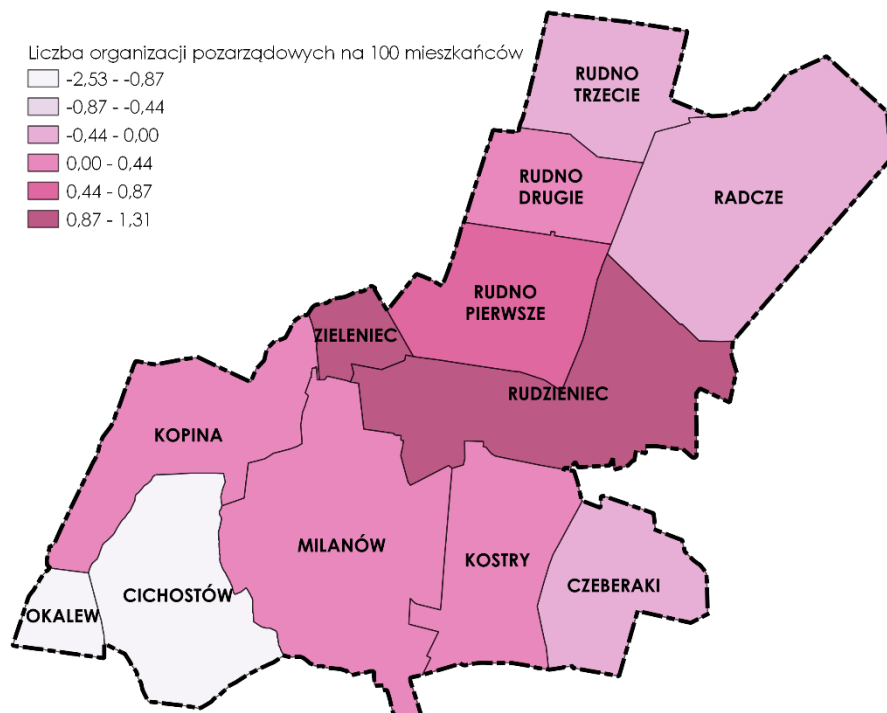 Liczba organizacji pozarządowych na 100 mieszkańców
-2,53 - -0,87
-0,87 - -0,44
-0,44 - 0,00
0,00 - 0,44
0,44 - 0,87
0,87 - 1,31
RUDNO
TRZECIE
RUDNO
DRUGIE
RADCZE
RUDNO
PIERWSZE
ZIELENIEC
RUDZIENIEC
KOPINA
MILANÓW
KOSTRY
CZEBERAKI
CICHOSTÓW
OKALEW